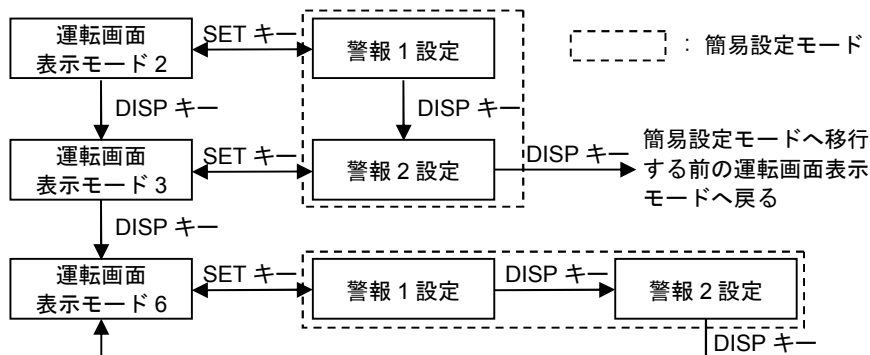 運転画面
表示モード 2
SET キー
警報 1 設定
: 簡易設定モード
DISP キー
DISP キー
運転画面
表示モード 3
SET キー
警報 2 設定
DISP キー
簡易設定モードへ移行
する前の運転画面表示
モードへ戻る
DISP キー
運転画面
表示モード 6
SET キー
警報 1 設定
DISP キー
警報 2 設定
DISP キー